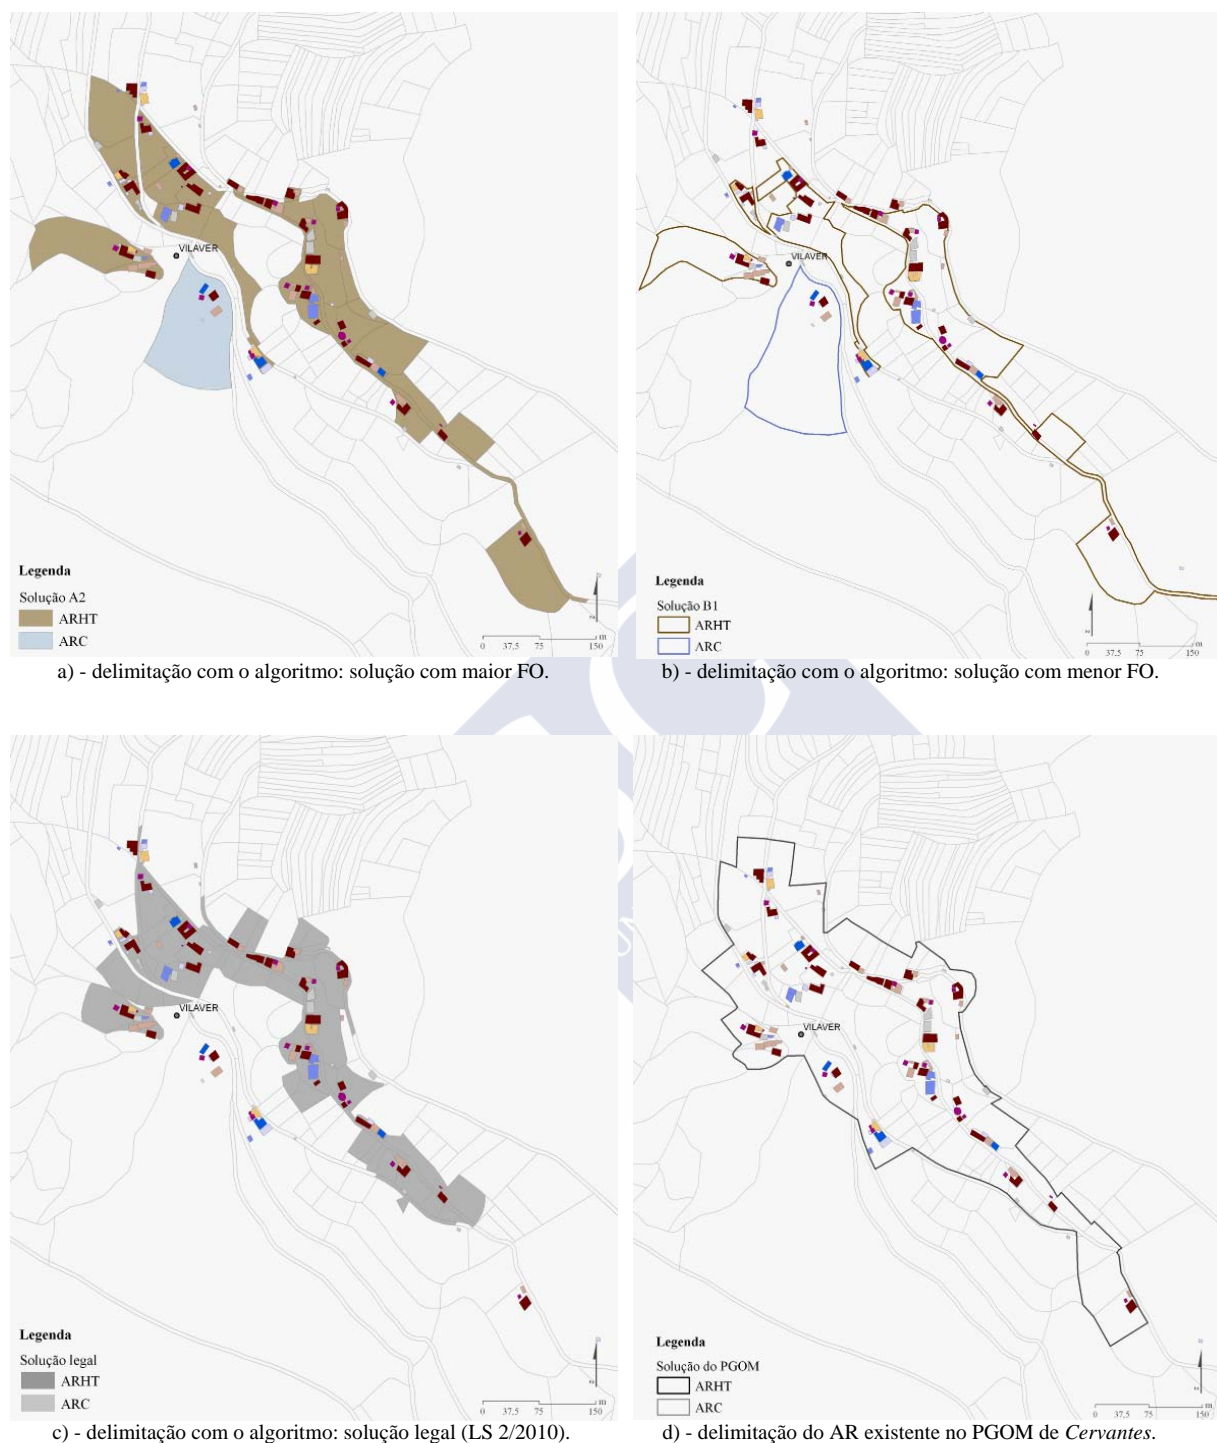 VILAVER
Legenda
Solução A2
ARHT
ARC
0 37,5 75 150 m
a) - delimitação com o algoritmo: solução com maior FO.
VILAVER
Legenda
Solução B1
ARHT
ARC
0 37,5 75 150 m
b) - delimitação com o algoritmo: solução com menor FO.
VILAVER
Legenda
Solução legal
ARHT
ARC
0 37,5 75 150 m
c) - delimitação com o algoritmo: solução legal (LS 2/2010).
VILAVER
Legenda
Solução do PGOM
ARHT
ARC
0 37,5 75 150 m
d) - delimitação do AR existente no PGOM de Cervantes.